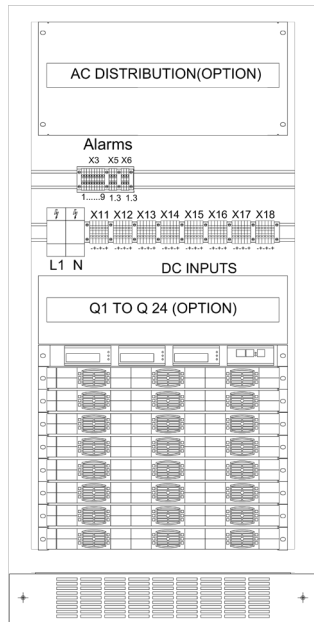 AC DISTRIBUTION(OPTION)
Alarms
X3 X5 X6
1......9 1.3 1.3
X11 X12 X13 X14 X15 X16 X17 X18
L1 N
DC INPUTS
Q1 TO Q 24 (OPTION)